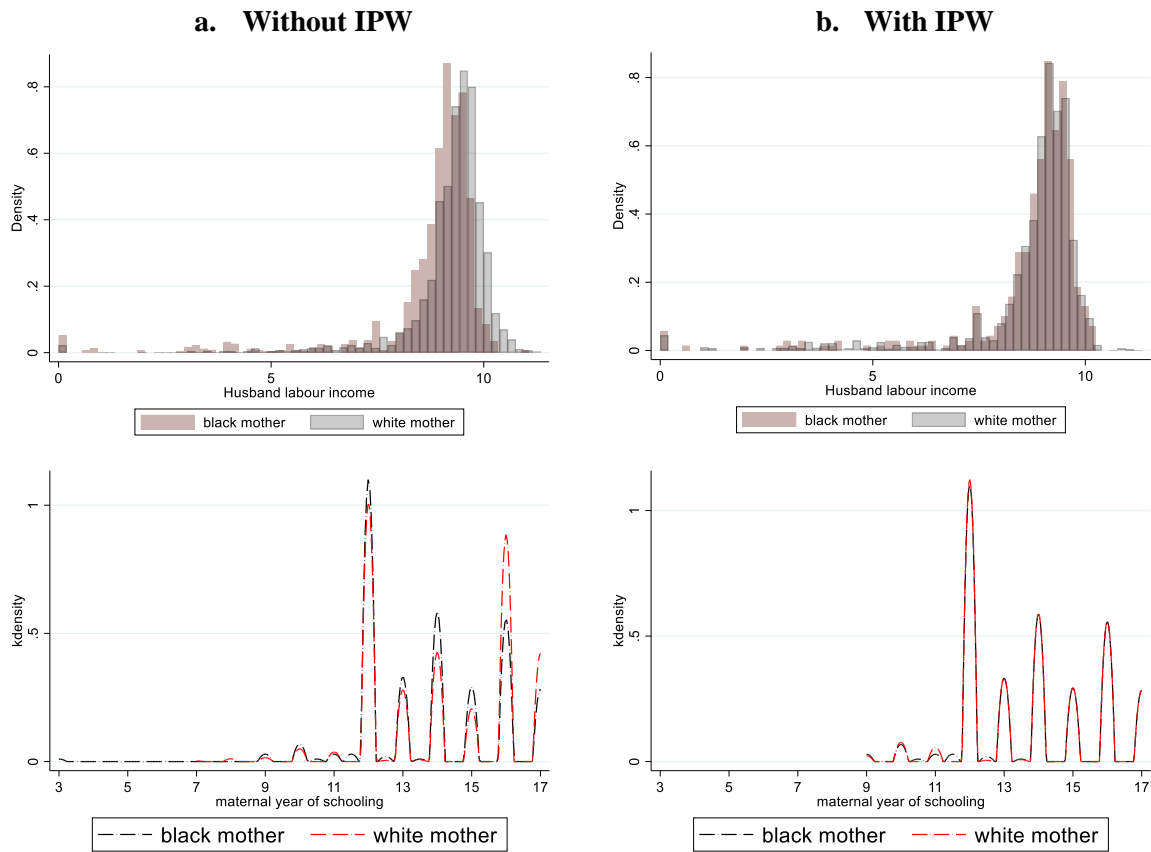 a. Without IPW
b. With IPW
Density
0 .2 .4 .6 .8
0 5 10
Husband labour income
black mother white mother
Density
0 .2 .4 .6 .8
0 5 10
Husband labour income
black mother white mother
kdensity
0 .5 1
3 5 7 9 11 13 15 17
maternal year of schooling
black mother white mother
kdensity
0 .5 1
3 5 7 9 11 13 15 17
maternal year of schooling
black mother white mother